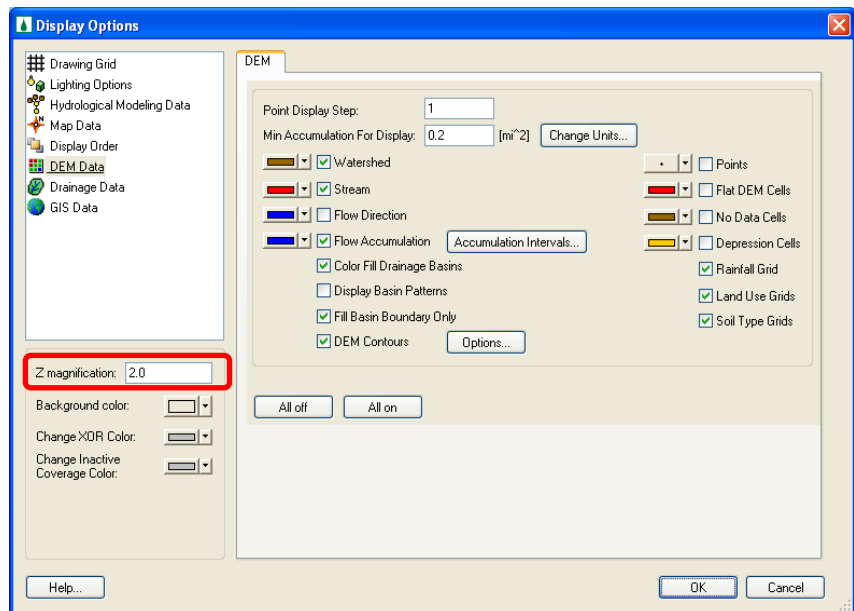 Display Options
Drawing Grid
Lighting Options
Hydrological Modeling Data
Map Data
Display Order
DEM Data
Drainage Data
GIS Data
Z magnification: 2.0
Background color:
Change XOR Color:
Change Inactive
Coverage Color:
DEM
Point Display Step: 1
Min Accumulation For Display: 0.2 [mi^2] Change Units...
Watershed
Stream
Flow Direction
Flow Accumulation Accumulation Intervals...
Color Fill Drainage Basins
Display Basin Patterns
Fill Basin Boundary Only
DEM Contours Options...
Points
Flat DEM Cells
No Data Cells
Depression Cells
Rainfall Grid
Land Use Grids
Soil Type Grids
All off All on
Help... OK Cancel